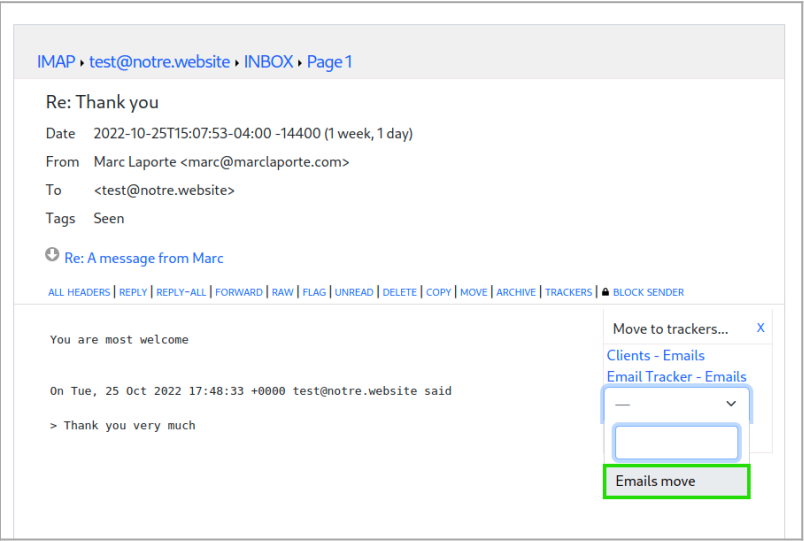 IMAP ‣ test@notre.website ‣ INBOX ‣ Page 1
Re: Thank you
Date 2022-10-25T15:07:53-04:00 -14400 (1 week, 1 day)
From Marc Laporte <marc@marclaporte.com>
To <test@notre.website>
Tags Seen
Re: A message from Marc
ALL HEADERS | REPLY | REPLY-ALL | FORWARD | RAW | FLAG | UNREAD | DELETE | COPY | MOVE | ARCHIVE | TRACKERS | BLOCK SENDER
Move to trackers... X
You are most welcome
Clients - Emails
Email Tracker - Emails
On Tue, 25 Oct 2022 17:48:33 +0000 test@notre.website said
—
> Thank you very much
Emails move